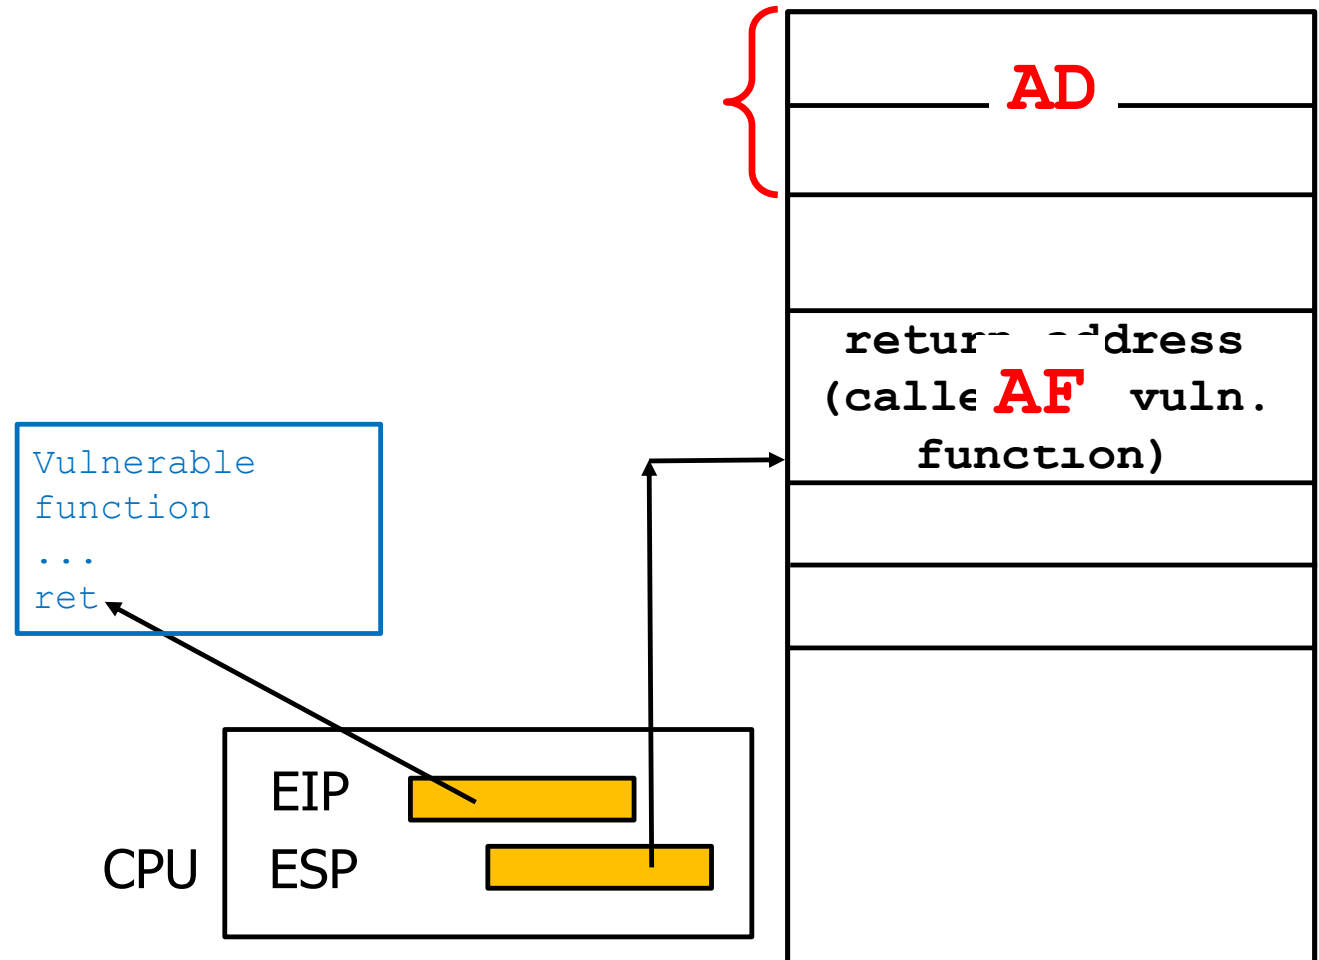 AD
return address
(calle AF vuln.
function)
Vulnerable
function
...
ret
EIP
CPU ESP